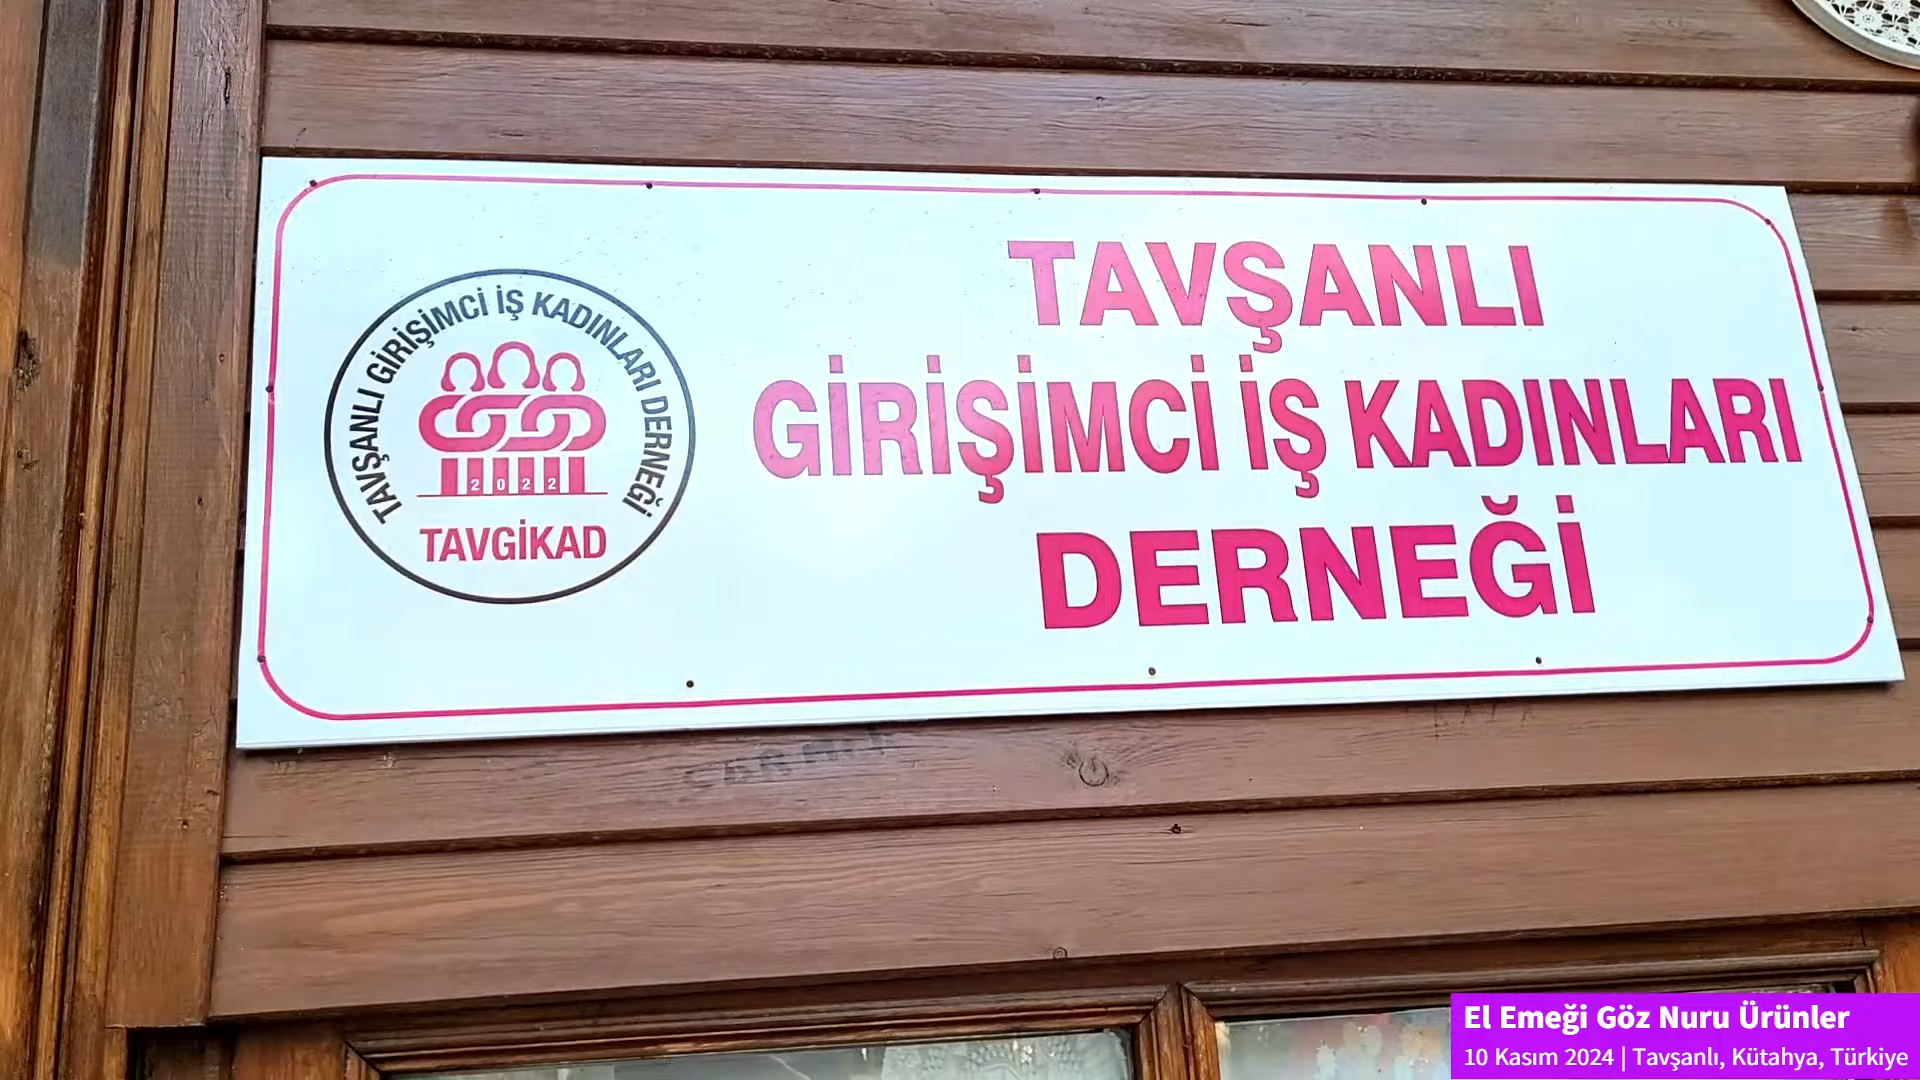 TAVŞANLI GİRİŞİMCİ İŞ KADINLARI DERNEĞİ
2022
TAVGİKAD
TAVŞANLI
GİRİŞİMCİ İŞ KADINLARI
DERNEĞİ
El Emeği Göz Nuru Ürünler
10 Kasım 2024 | Tavşanlı, Kütahya, Türkiye